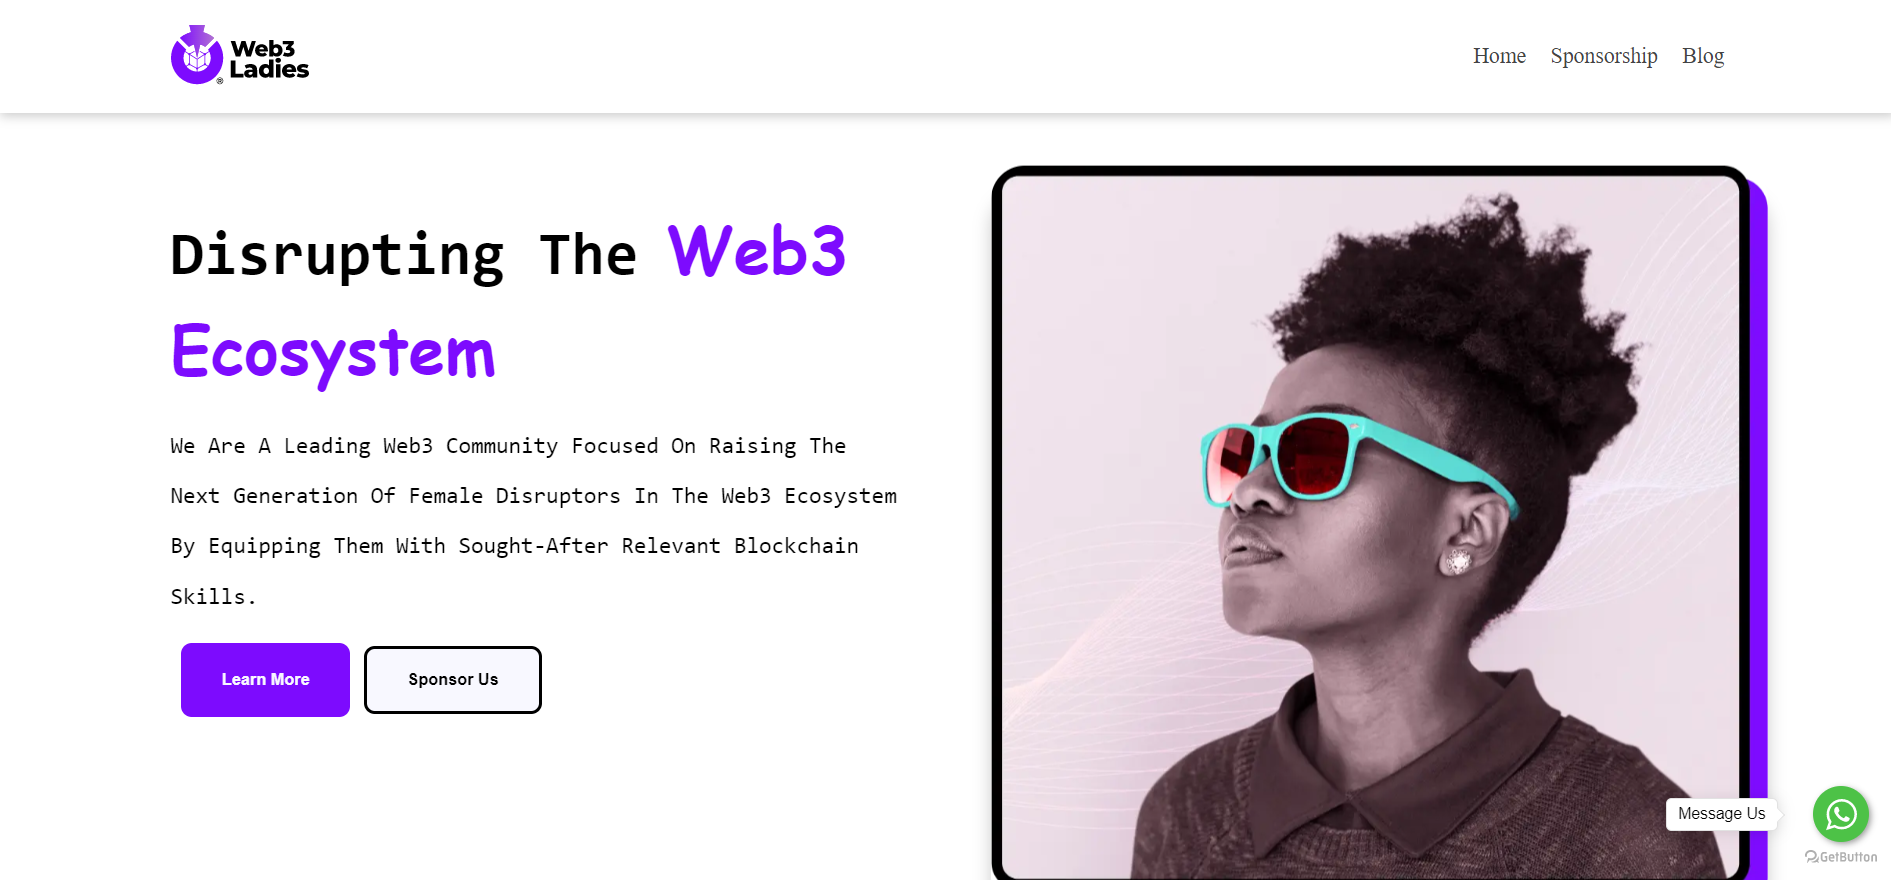 Web3
Ladies
®
Home Sponsorship Blog
Disrupting The Web3
Ecosystem
We Are A Leading Web3 Community Focused On Raising The
Next Generation Of Female Disruptors In The Web3 Ecosystem
By Equipping Them With Sought-After Relevant Blockchain
Skills.
Learn More
Sponsor Us
Message Us
GetButton